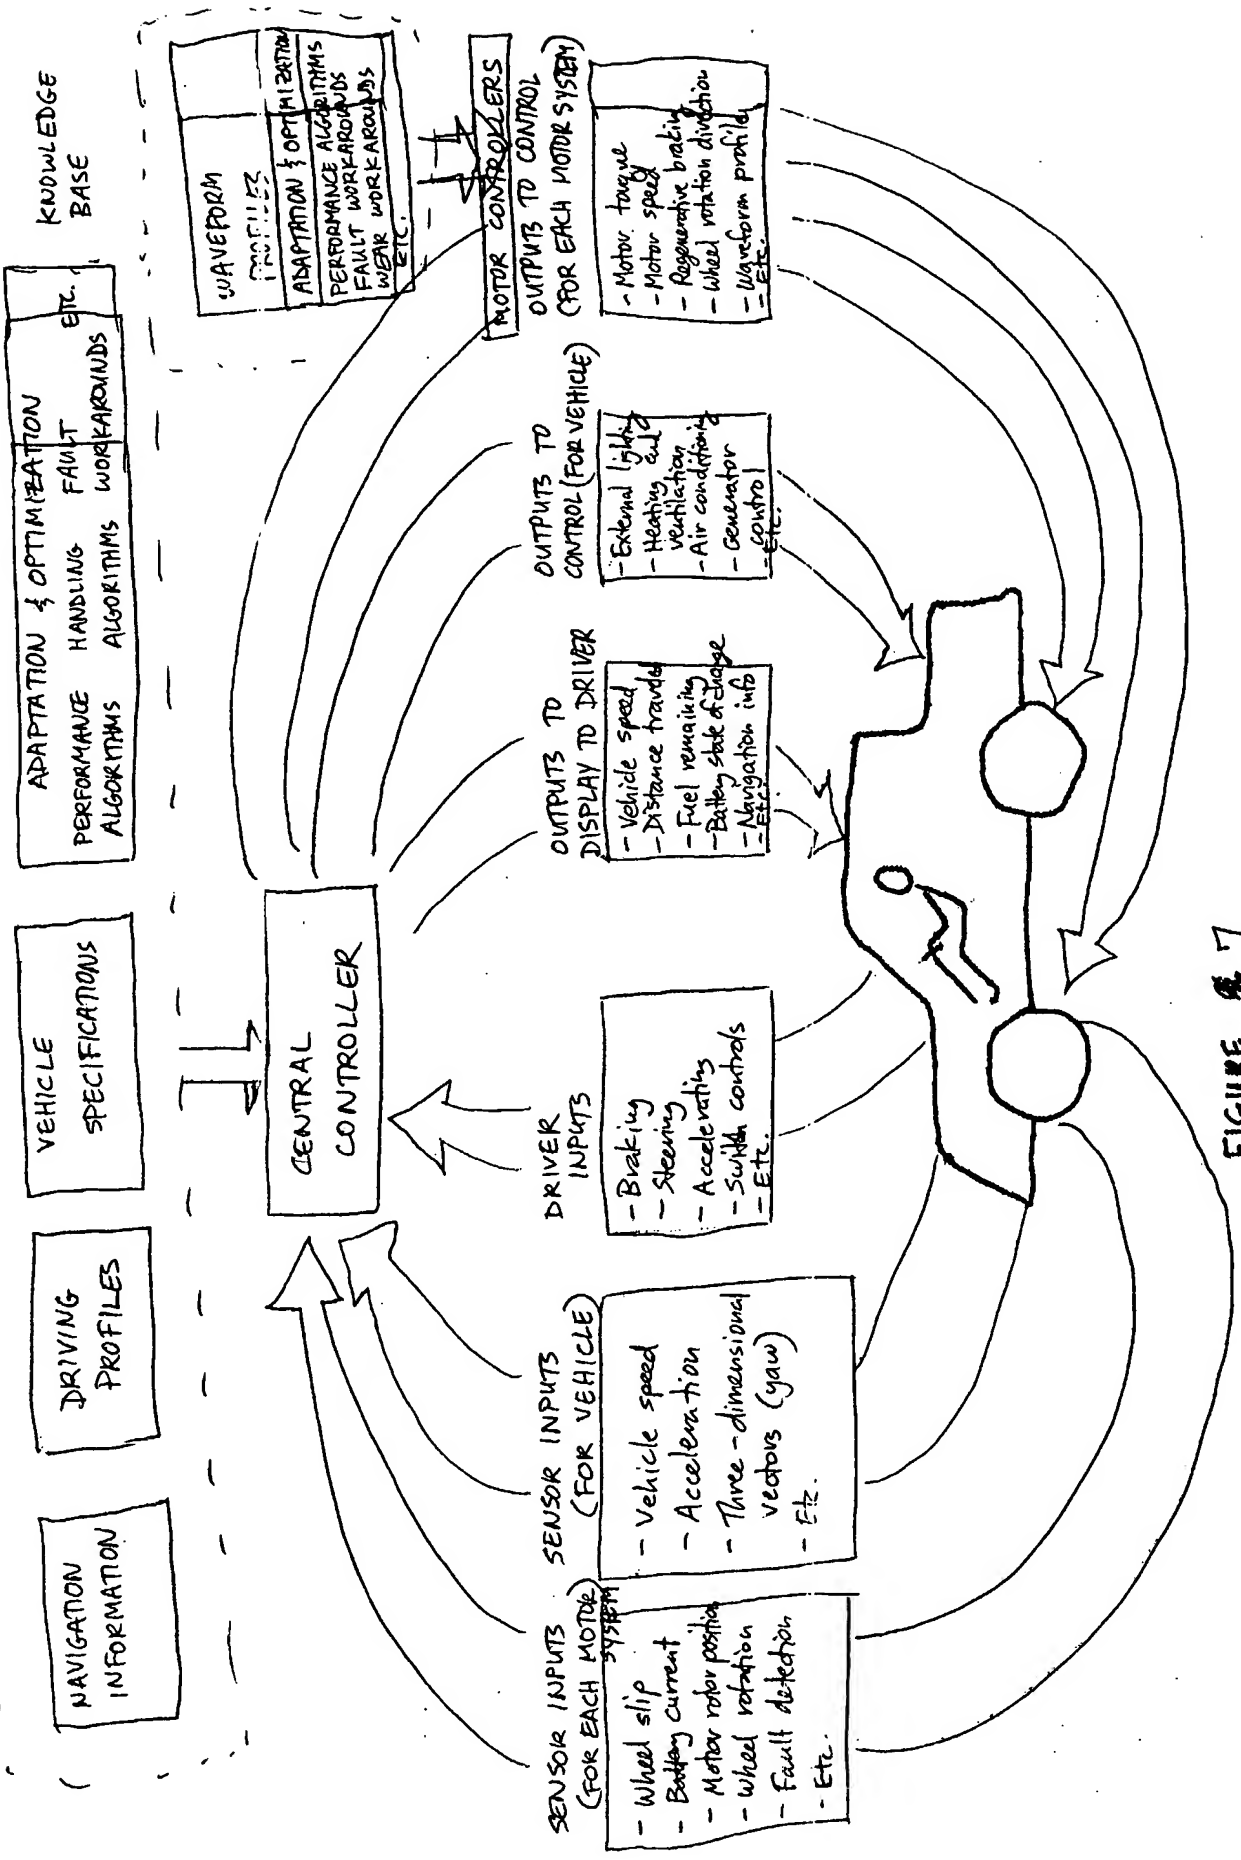 KNOWLEDGE
BASE
NAVIGATION
INFORMATION
DRIVING
PROFILES
VEHICLE
SPECIFICATIONS
ADAPTATION & OPTIMIZATION
PERFORMANCE
ALGORITHMS
HANDLING
ALGORITHMS
FAULT
WORKAROUNDS
ETC.
WAVEFORM
PROFILES
ADAPTATION & OPTIMIZATION
PERFORMANCE ALGORITHMS
FAULT WORKAROUNDS
WEAR WORKAROUNDS
ETC.
CENTRAL
CONTROLLER
MOTOR CONTROLLERS
SENSOR INPUTS
(FOR EACH MOTOR
SYSTEM)
- Wheel slip
- Battery current
- Motor rotor position
- Wheel rotation
- Fault detection
- Etc.
SENSOR INPUTS
(FOR VEHICLE)
- Vehicle speed
- Acceleration
- Three-dimensional
vectors (yaw)
- Etc.
DRIVER
INPUTS
- Braking
- Steering
- Accelerating
- Switch controls
- Etc.
OUTPUTS TO
DISPLAY TO DRIVER
- Vehicle speed
- Distance traveled
- Fuel remaining
- Battery state of charge
- Navigation info
- Etc.
OUTPUTS TO
CONTROL (FOR VEHICLE)
- External lighting
- Heating and
ventilation
- Air conditioning
- Generator
control
- Etc.
OUTPUTS TO CONTROL
(FOR EACH MOTOR SYSTEM)
- Motor torque
- Motor speed
- Regenerative braking
- Wheel rotation direction
- Waveform profile
- Etc.
FIGURE 7